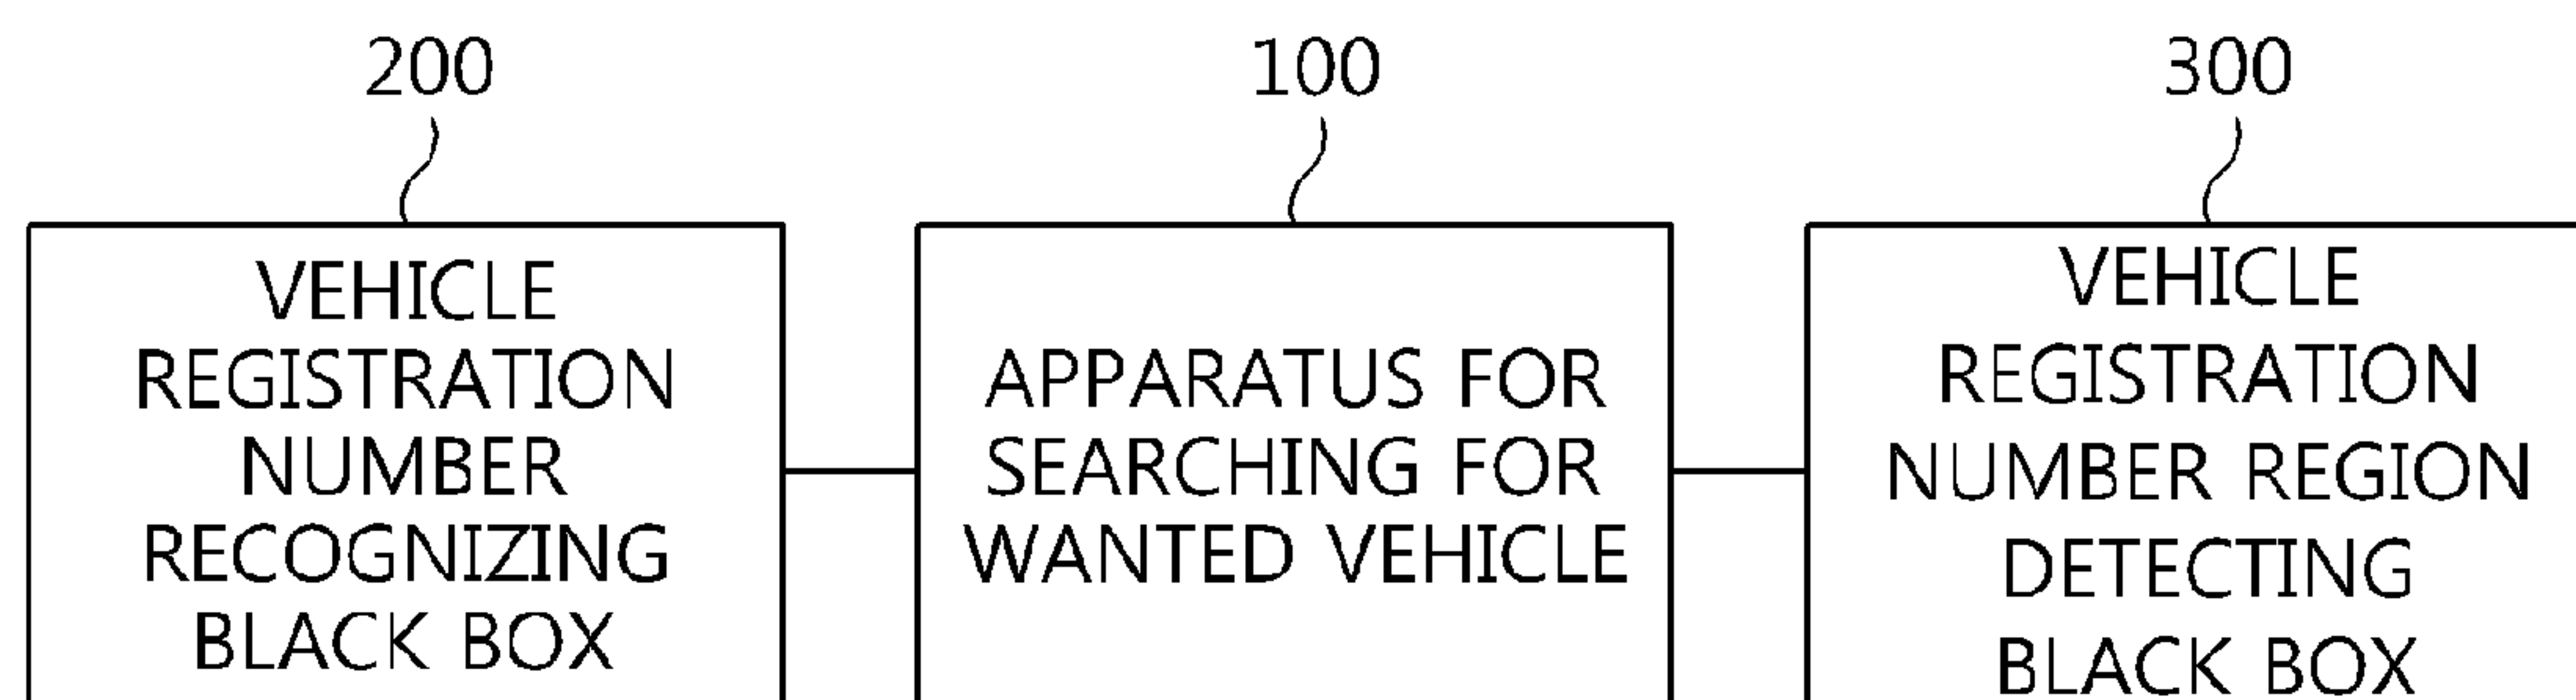 200
100
300
VEHICLE
REGISTRATION
NUMBER
RECOGNIZING
BLACK BOX
APPARATUS FOR
SEARCHING FOR
WANTED VEHICLE
VEHICLE
REGISTRATION
NUMBER REGION
DETECTING
BLACK BOX